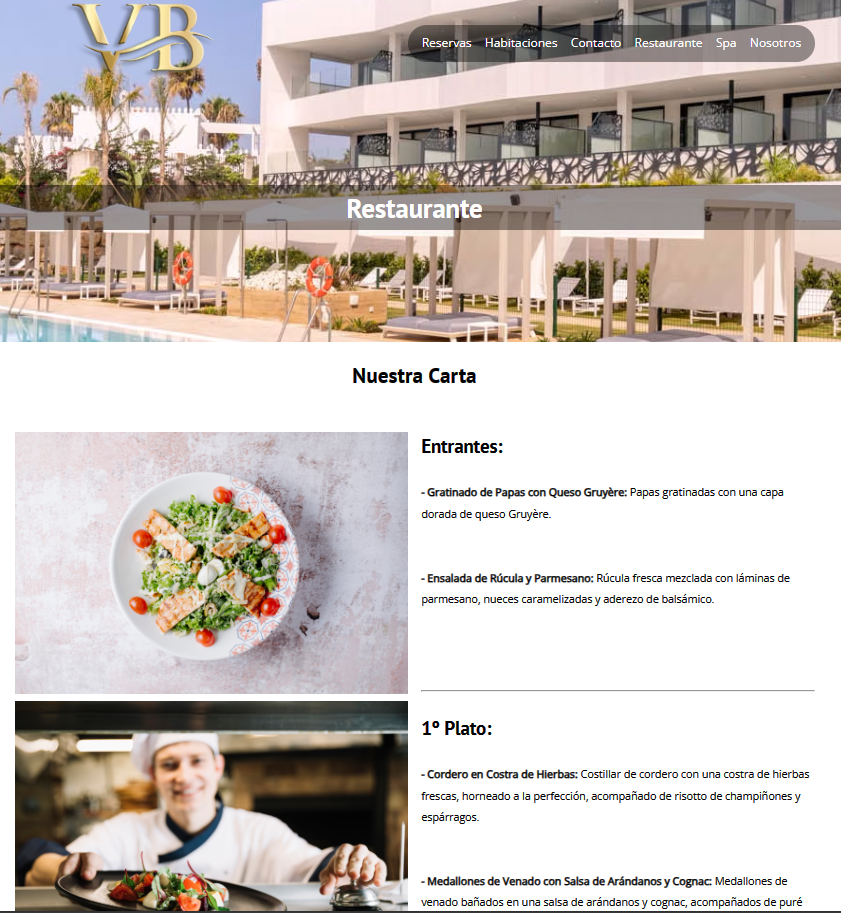 VB
Reservas Habitaciones Contacto Restaurante Spa Nosotros
Restaurante
Nuestra Carta
Entrantes:
- Gratinado de Papas con Queso Gruyère: Papas gratinadas con una capa
dorada de queso Gruyère.
- Ensalada de Rúcula y Parmesano: Rúcula fresca mezclada con láminas de
parmesano, nueces caramelizadas y aderezo de balsámico.
1º Plato:
- Cordero en Costra de Hierbas: Costillar de cordero con una costra de hierbas
frescas, horneado a la perfección, acompañado de risotto de champiñones y
espárragos.
- Medallones de Venado con Salsa de Arándanos y Cognac: Medallones de
venado bañados en una salsa de arándanos y cognac, acompañados de puré